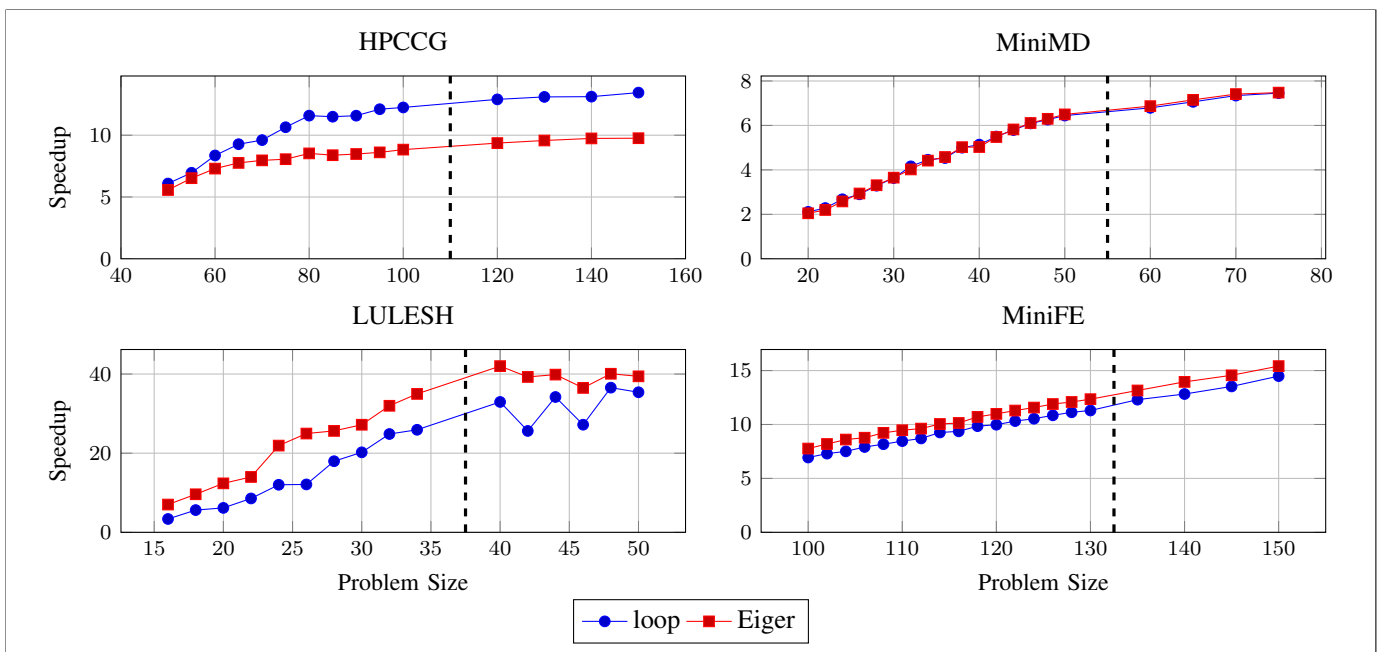 HPCCG
MiniMD
Speedup
10
5
0
40 60 80 100 120 140 160
8
6
4
2
0
20 30 40 50 60 70 80
LULESH
MiniFE
Speedup
40
20
0
15 20 25 30 35 40 45 50
Problem Size
15
10
5
0
100 110 120 130 140 150
Problem Size
loop Eiger